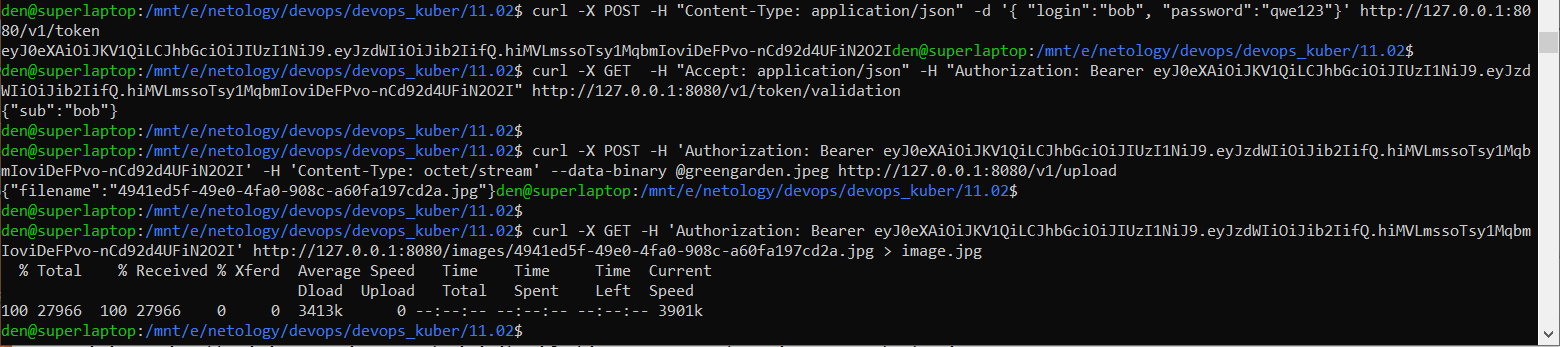 den@superlaptop:/mnt/e/netology/devops/devops_kuber/11.02$ curl -X POST -H "Content-Type: application/json" -d '{ "login":"bob", "password":"qwe123"}' http://127.0.0.1:80
80/v1/token
eyJ0eXAiOiJKV1QiLCJhbGciOiJIUzI1NiJ9.eyJzdWIiOiJib2IifQ.hiMVLmssoTsy1MqbmIoviDeFPvo-nCd92d4UFiN2O2Iden@superlaptop:/mnt/e/netology/devops/devops_kuber/11.02$
den@superlaptop:/mnt/e/netology/devops/devops_kuber/11.02$ curl -X GET  -H "Accept: application/json" -H "Authorization: Bearer eyJ0eXAiOiJKV1QiLCJhbGciOiJIUzI1NiJ9.eyJzd
WIiOiJib2IifQ.hiMVLmssoTsy1MqbmIoviDeFPvo-nCd92d4UFiN2O2I" http://127.0.0.1:8080/v1/token/validation
{"sub":"bob"}
den@superlaptop:/mnt/e/netology/devops/devops_kuber/11.02$
den@superlaptop:/mnt/e/netology/devops/devops_kuber/11.02$ curl -X POST -H 'Authorization: Bearer eyJ0eXAiOiJKV1QiLCJhbGciOiJIUzI1NiJ9.eyJzdWIiOiJib2IifQ.hiMVLmssoTsy1Mqb
mIoviDeFPvo-nCd92d4UFiN2O2I' -H 'Content-Type: octet/stream' --data-binary @greengarden.jpeg http://127.0.0.1:8080/v1/upload
{"filename":"4941ed5f-49e0-4fa0-908c-a60fa197cd2a.jpg"}den@superlaptop:/mnt/e/netology/devops/devops_kuber/11.02$
den@superlaptop:/mnt/e/netology/devops/devops_kuber/11.02$
den@superlaptop:/mnt/e/netology/devops/devops_kuber/11.02$ curl -X GET -H 'Authorization: Bearer eyJ0eXAiOiJKV1QiLCJhbGciOiJIUzI1NiJ9.eyJzdWIiOiJib2IifQ.hiMVLmssoTsy1Mqbm
IoviDeFPvo-nCd92d4UFiN2O2I' http://127.0.0.1:8080/images/4941ed5f-49e0-4fa0-908c-a60fa197cd2a.jpg > image.jpg
  % Total    % Received % Xferd  Average Speed   Time    Time     Time  Current
                                 Dload  Upload   Total   Spent    Left  Speed
100 27966  100 27966    0     0  3413k      0 --:--:-- --:--:-- --:--:-- 3901k
den@superlaptop:/mnt/e/netology/devops/devops_kuber/11.02$